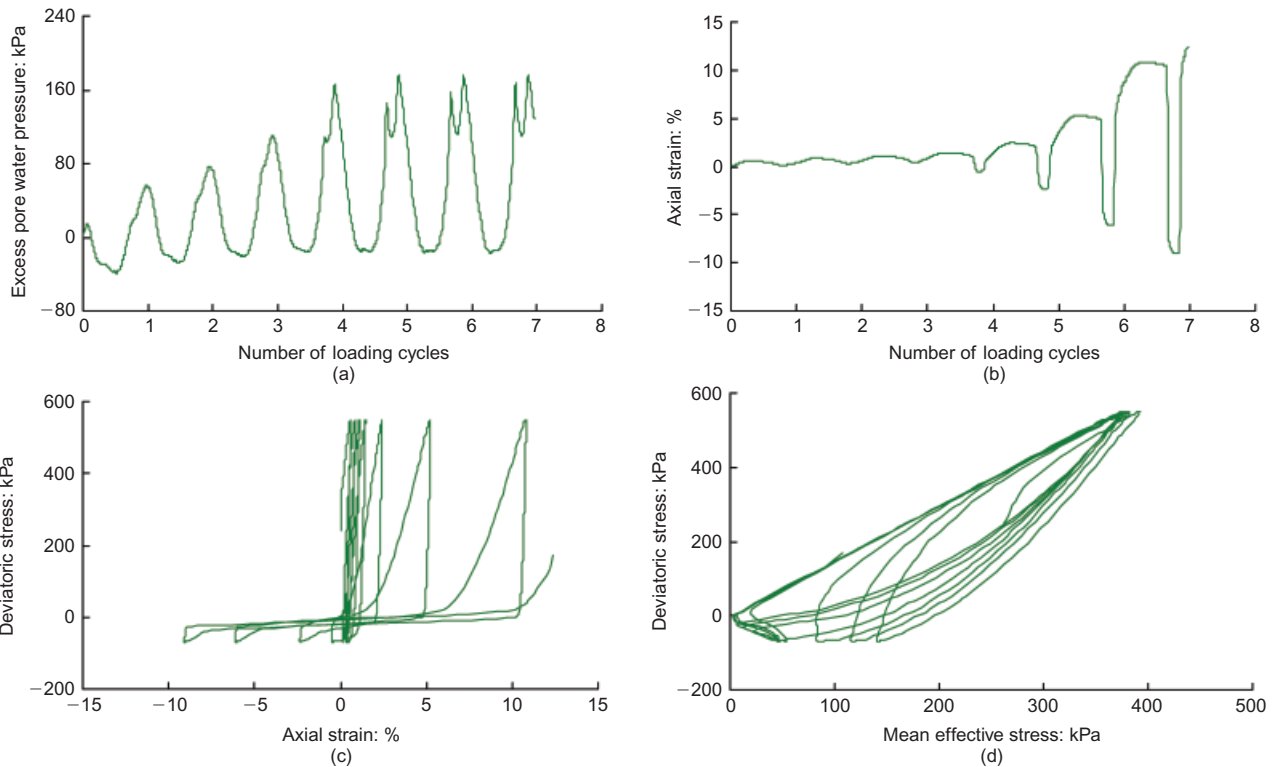 Excess pore water pressure: kPa
240
160
80
0
−80
0 1 2 3 4 5 6 7 8
Number of loading cycles
(a)
Axial strain: %
15
10
5
0
−5
−10
−15
0 1 2 3 4 5 6 7 8
Number of loading cycles
(b)
Deviatoric stress: kPa
600
400
200
0
−200
−15 −10 −5 0 5 10 15
Axial strain: %
(c)
Deviatoric stress: kPa
600
400
200
0
−200
0 100 200 300 400 500
Mean effective stress: kPa
(d)